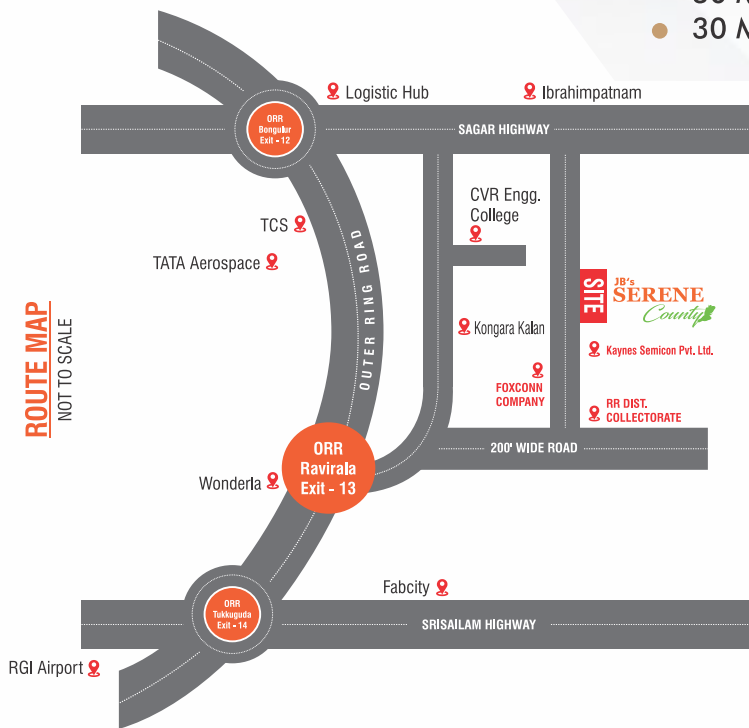 30 M
Logistic Hub
Ibrahimpatnam
ORR
Bongulur
Exit - 12
SAGAR HIGHWAY
CVR Engg.
College
TCS
TATA Aerospace
OUTER RING ROAD
SITE
JB's
SERENE
County
ROUTE MAP
NOT TO SCALE
Kongara Kalan
Kaynes Semicon Pvt. Ltd.
FOXCONN
COMPANY
RR DIST.
COLLECTORATE
ORR
Ravirala
Exit - 13
200' WIDE ROAD
Wonderla
Fabcity
ORR
Tukkuguda
Exit - 14
SRISAILAM HIGHWAY
RGI Airport